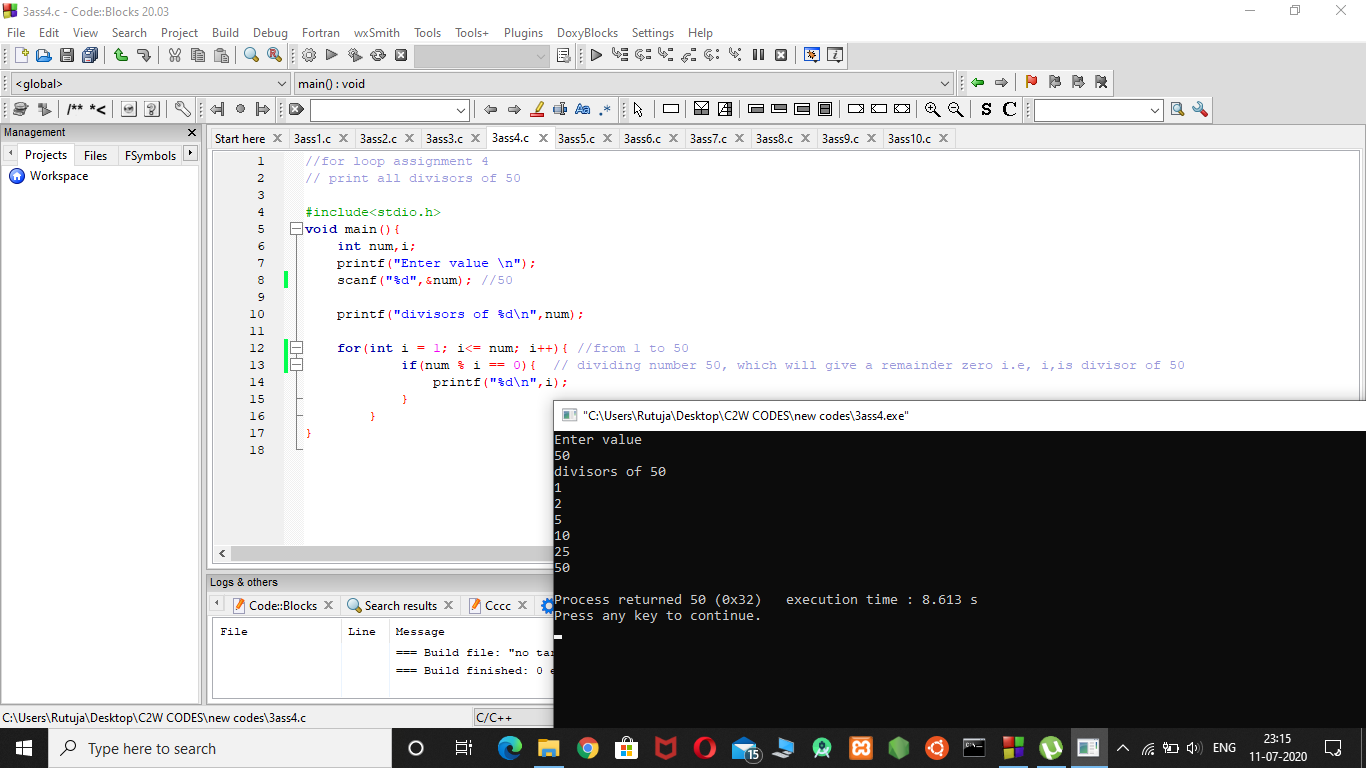 3ass4.c - Code::Blocks 20.03
File Edit View Search Project Build Debug Fortran wxSmith Tools Tools+ Plugins DoxyBlocks Settings Help
<global> main() : void
/** *< Aa .* S C
Management
Projects Files FSymbols
Workspace
Start here 3ass1.c 3ass2.c 3ass3.c 3ass4.c 3ass5.c 3ass6.c 3ass7.c 3ass8.c 3ass9.c 3ass10.c
1 //for loop assignment 4
2 // print all divisors of 50
3
4 #include<stdio.h>
5 void main(){
6 int num,i;
7 printf("Enter value \n");
8 scanf("%d",&num); //50
9
10 printf("divisors of %d\n",num);
11
12 for(int i = 1; i<= num; i++){ //from 1 to 50
13 if(num % i == 0){ // dividing number 50, which will give a remainder zero i.e, i,is divisor of 50
14 printf("%d\n",i);
15 }
16 }
17 }
18
"C:\Users\Rutuja\Desktop\C2W CODES\new codes\3ass4.exe"
Enter value
50
divisors of 50
1
2
5
10
25
50
Process returned 50 (0x32) execution time : 8.613 s
Press any key to continue.
Logs & others
Code::Blocks Search results Cccc
File Line Message
=== Build file: "no tar
=== Build finished: 0 e
C:\Users\Rutuja\Desktop\C2W CODES\new codes\3ass4.c C/C++
Type here to search
15
ENG
23:15
11-07-2020